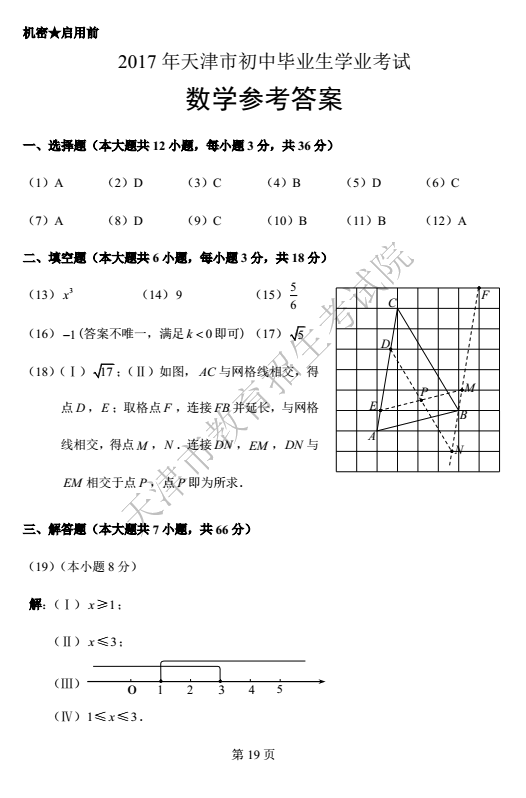 机密★启用前
2017 年天津市初中毕业生学业考试
数学参考答案
一、选择题（本大题共 12 小题，每小题 3 分，共 36 分）
（1）A （2）D （3）C （4）B （5）D （6）C
（7）A （8）D （9）C （10）B （11）B （12）A
二、填空题（本大题共 6 小题，每小题 3 分，共 18 分）
（13）x³ （14）9 （15）5/6
（16）−1(答案不唯一，满足 k＜0 即可) （17）√5
（18）（Ⅰ）√17；（Ⅱ）如图，AC 与网格线相交，得
点 D，E；取格点 F，连接 FB 并延长，与网格
线相交，得点 M，N．连接 DN，EM，DN 与
EM 相交于点 P，点 P 即为所求．
F
C
D
P
M
E
B
A
N
三、解答题（本大题共 7 小题，共 66 分）
（19）（本小题 8 分）
解：（Ⅰ）x≥1；
（Ⅱ）x≤3；
（Ⅲ）
O 1 2 3 4 5
（Ⅳ）1≤x≤3．
第 19 页
天津市教育招生考试院